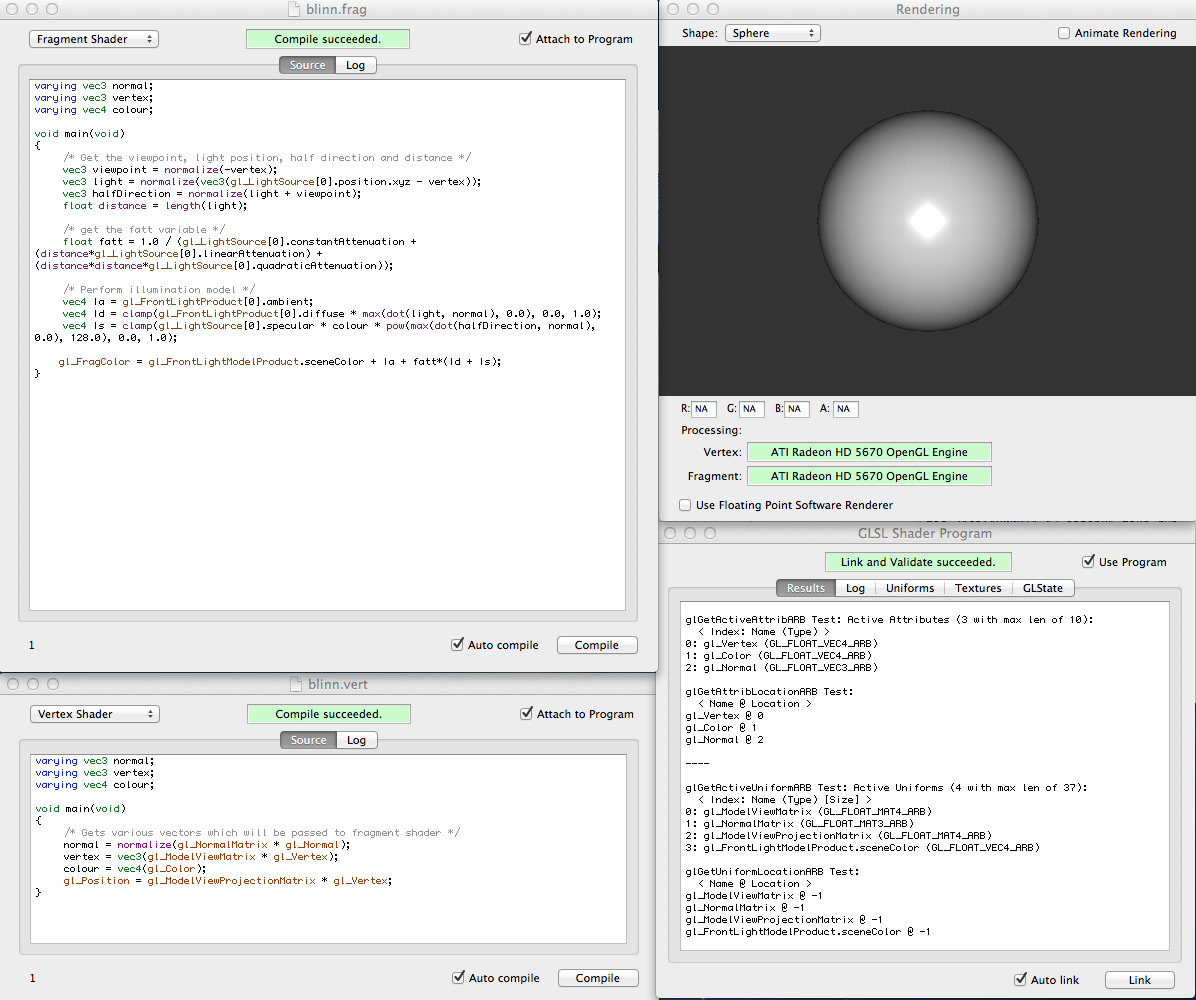 blinn.frag
Fragment Shader
Compile succeeded.
Attach to Program
Source
Log
varying vec3 normal;
varying vec3 vertex;
varying vec4 colour;
void main(void)
{
/* Get the viewpoint, light position, half direction and distance */
vec3 viewpoint = normalize(-vertex);
vec3 light = normalize(vec3(gl_LightSource[0].position.xyz - vertex));
vec3 halfDirection = normalize(light + viewpoint);
float distance = length(light);
/* get the fatt variable */
float fatt = 1.0 / (gl_LightSource[0].constantAttenuation +
(distance*gl_LightSource[0].linearAttenuation) +
(distance*distance*gl_LightSource[0].quadraticAttenuation));
/* Perform illumination model */
vec4 Ia = gl_FrontLightProduct[0].ambient;
vec4 Id = clamp(gl_FrontLightProduct[0].diffuse * max(dot(light, normal), 0.0), 0.0, 1.0);
vec4 Is = clamp(gl_LightSource[0].specular * colour * pow(max(dot(halfDirection, normal),
0.0), 128.0), 0.0, 1.0);
gl_FragColor = gl_FrontLightModelProduct.sceneColor + Ia + fatt*(Id + Is);
}
1
Auto compile
Compile
blinn.vert
Vertex Shader
Compile succeeded.
Attach to Program
Source
Log
varying vec3 normal;
varying vec3 vertex;
varying vec4 colour;
void main(void)
{
/* Gets various vectors which will be passed to fragment shader */
normal = normalize(gl_NormalMatrix * gl_Normal);
vertex = vec3(gl_ModelViewMatrix * gl_Vertex);
colour = vec4(gl_Color);
gl_Position = gl_ModelViewProjectionMatrix * gl_Vertex;
}
1
Auto compile
Compile
Rendering
Shape:
Sphere
Animate Rendering
R: NA G: NA B: NA A: NA
Processing:
Vertex: ATI Radeon HD 5670 OpenGL Engine
Fragment: ATI Radeon HD 5670 OpenGL Engine
Use Floating Point Software Renderer
GLSL Shader Program
Link and Validate succeeded.
Use Program
Results
Log
Uniforms
Textures
GLState
glGetActiveAttribARB Test: Active Attributes (3 with max len of 10):
< Index: Name (Type) >
0: gl_Vertex (GL_FLOAT_VEC4_ARB)
1: gl_Color (GL_FLOAT_VEC4_ARB)
2: gl_Normal (GL_FLOAT_VEC3_ARB)
glGetAttribLocationARB Test:
< Name @ Location >
gl_Vertex @ 0
gl_Color @ 1
gl_Normal @ 2
----
glGetActiveUniformARB Test: Active Uniforms (4 with max len of 37):
< Index: Name (Type) [Size] >
0: gl_ModelViewMatrix (GL_FLOAT_MAT4_ARB)
1: gl_NormalMatrix (GL_FLOAT_MAT3_ARB)
2: gl_ModelViewProjectionMatrix (GL_FLOAT_MAT4_ARB)
3: gl_FrontLightModelProduct.sceneColor (GL_FLOAT_VEC4_ARB)
glGetUniformLocationARB Test:
< Name @ Location >
gl_ModelViewMatrix @ -1
gl_NormalMatrix @ -1
gl_ModelViewProjectionMatrix @ -1
gl_FrontLightModelProduct.sceneColor @ -1
Auto link
Link